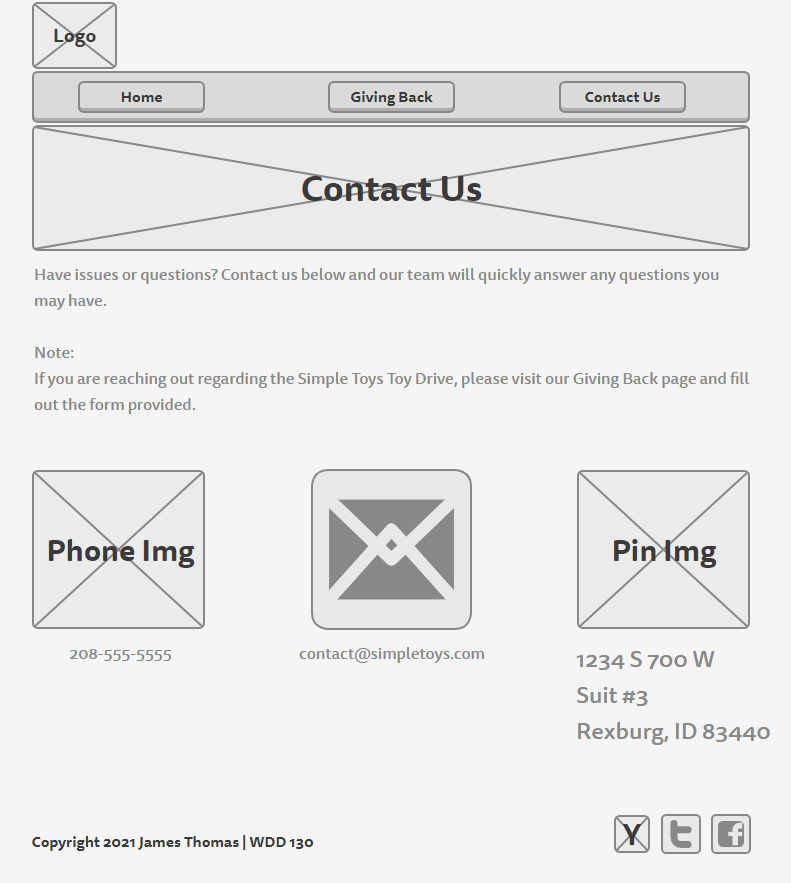 Logo
Home Giving Back Contact Us
Contact Us
Have issues or questions? Contact us below and our team will quickly answer any questions you
may have.
Note:
If you are reaching out regarding the Simple Toys Toy Drive, please visit our Giving Back page and fill
out the form provided.
Phone Img
Pin Img
208-555-5555
contact@simpletoys.com
1234 S 700 W
Suit #3
Rexburg, ID 83440
Copyright 2021 James Thomas | WDD 130
Y t f